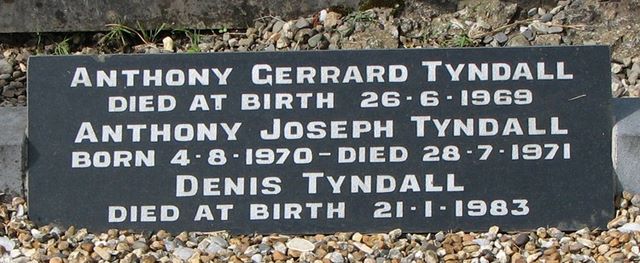 ANTHONY GERRARD TYNDALL
DIED AT BIRTH 26-6-1969
ANTHONY JOSEPH TYNDALL
BORN 4-8-1970-DIED 28-7-1971
DENIS TYNDALL
DIED AT BIRTH 21-1-1983